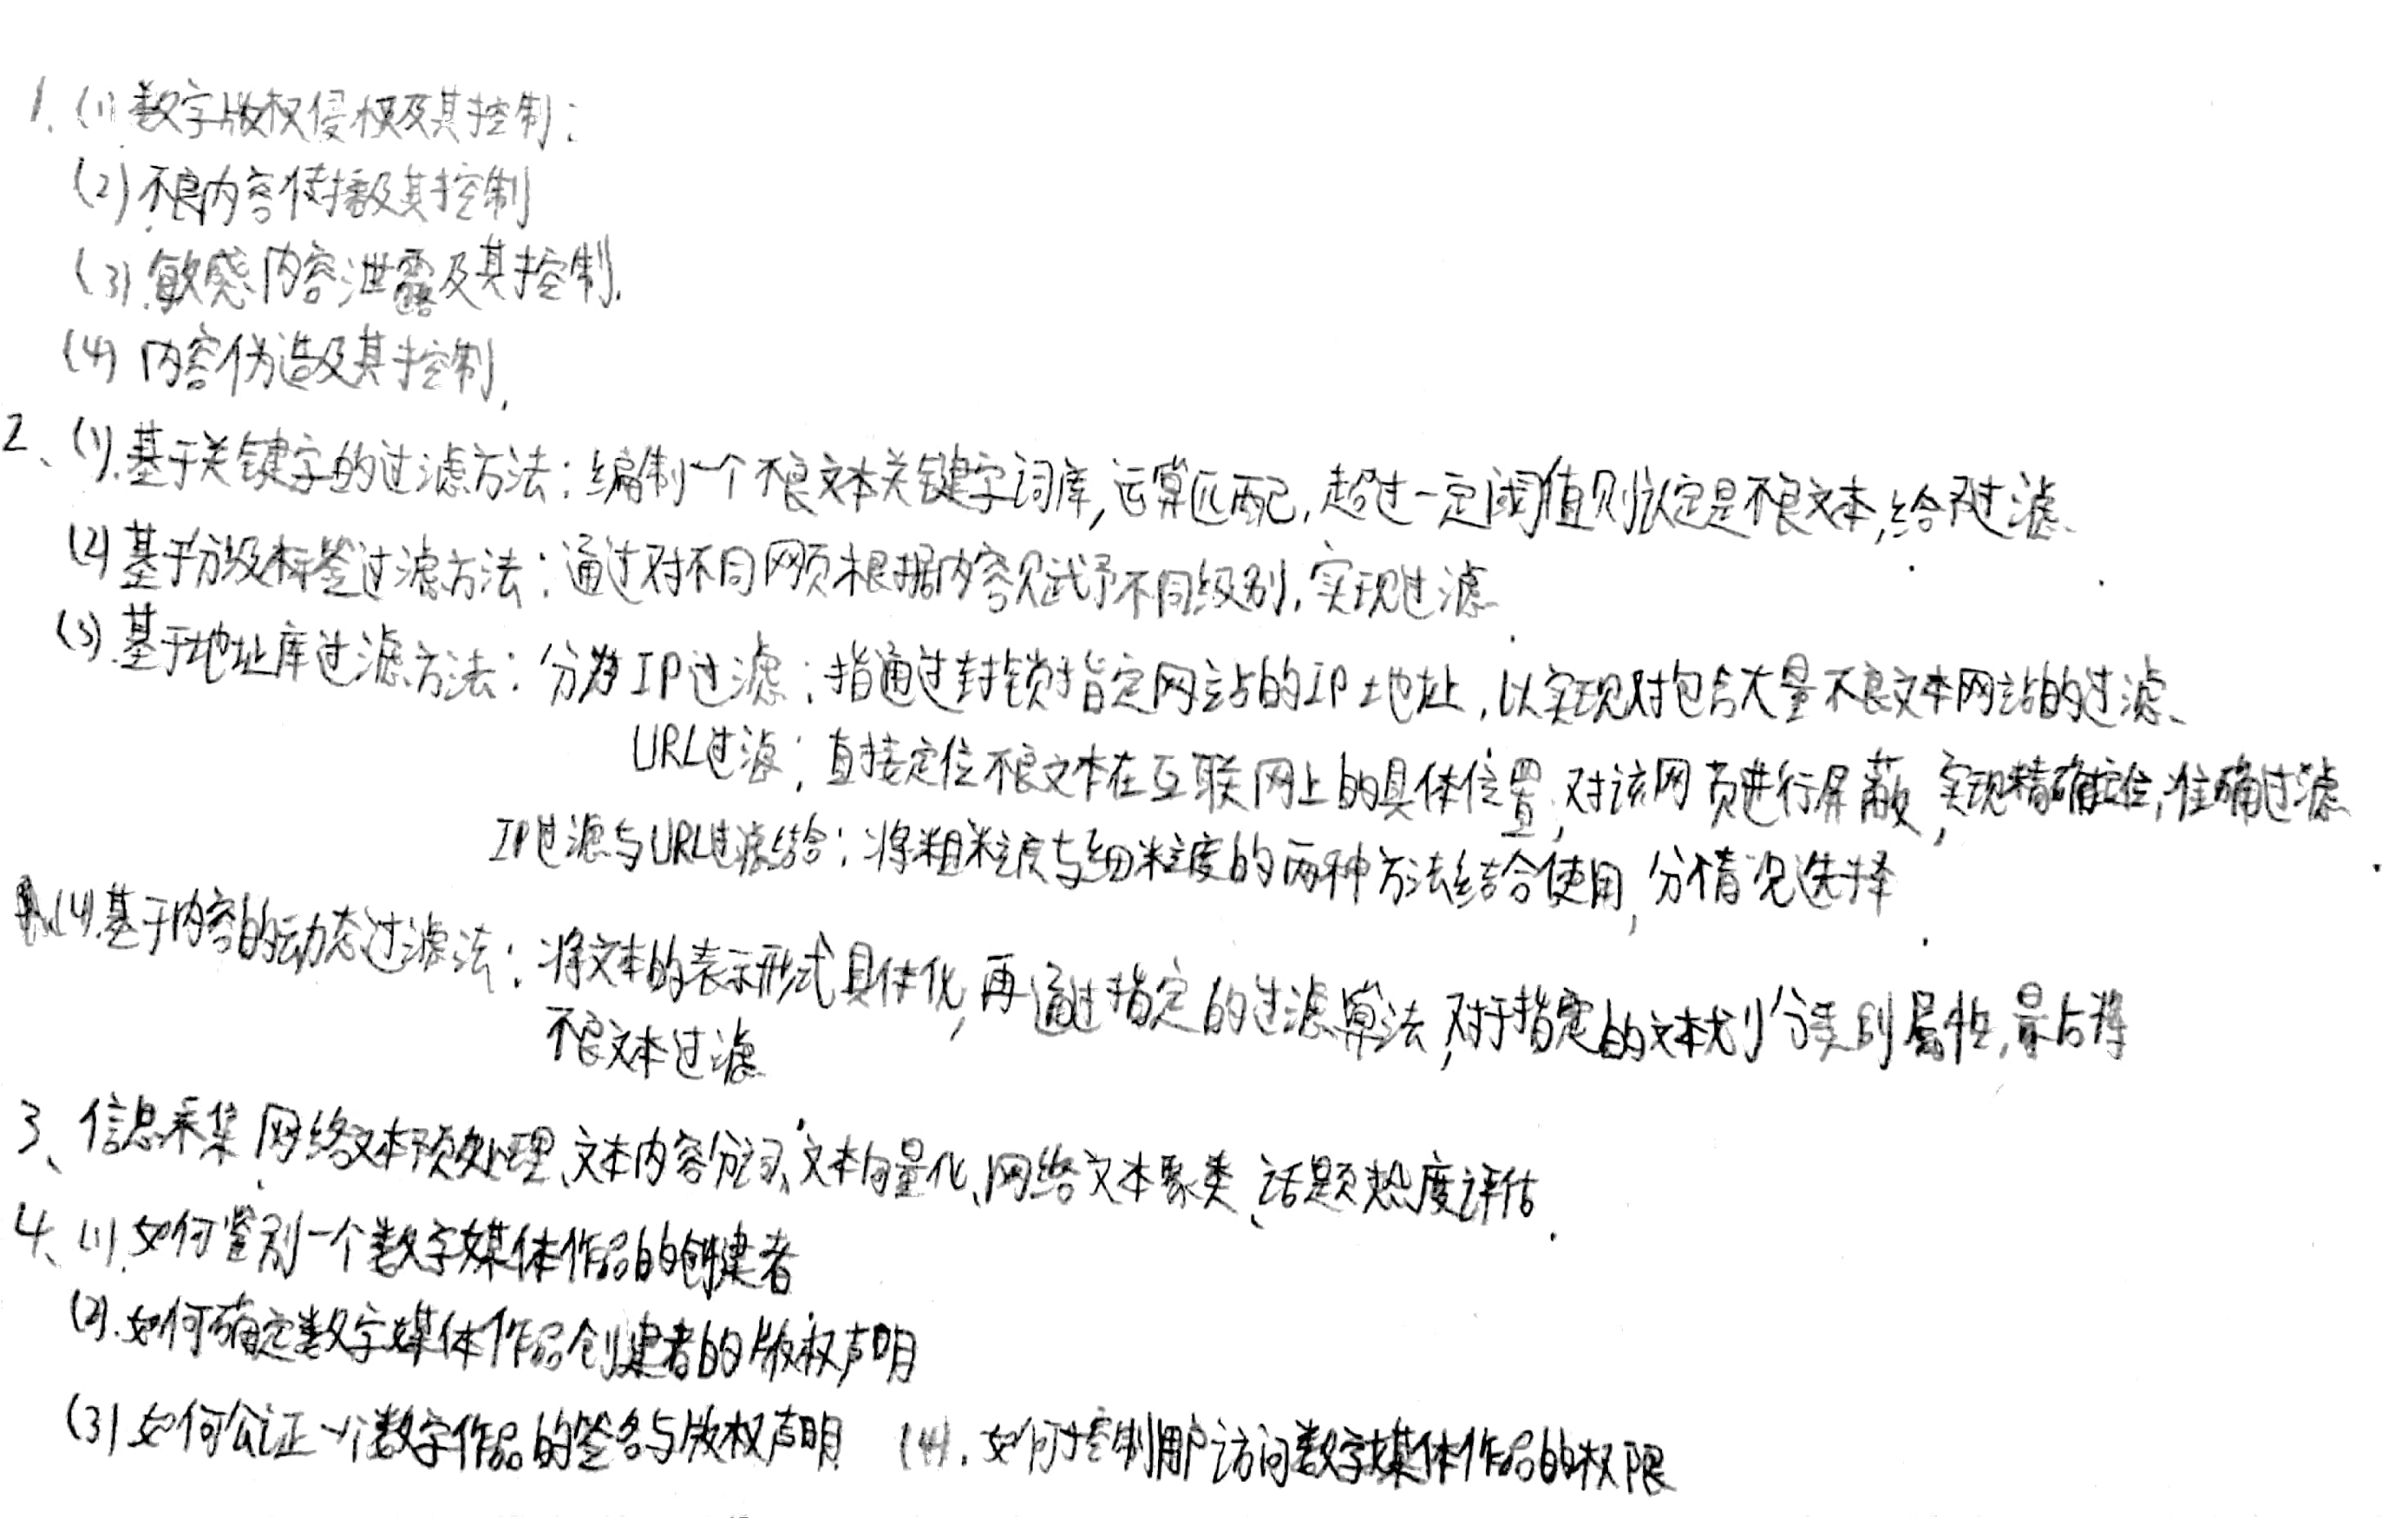 1、(1)数字版权侵权及其控制;
(2)不良内容传播及其控制
(3).敏感内容泄露及其控制.
(4) 内容伪造及其控制.
2、(1).基于关键字的过滤方法:编制一个不良文本关键字词库,运算匹配,超过一定阈值则认定是不良文本,给予过滤.
(2)基于分级标签过滤方法:通过对不同网页根据内容赋予不同级别,实现过滤.
(3).基于地址库过滤方法:分为IP过滤:指通过封锁指定网站的IP地址,以实现对包含大量不良文本网站的过滤、
URL过滤:直接定位不良文本在互联网上的具体位置,对该网页进行屏蔽,实现精确定位,准确过滤
IP过滤与URL过滤结合:将粗粒度与细粒度的两种方法结合使用,分情况选择.
(4).基于内容的动态过滤法:将文本的表示形式具体化,再通过指定的过滤算法,对于指定的文本划分类别属性,最后将
不良文本过滤
3、信息采集、网络文本预处理、文本内容分词、文本向量化、网络文本聚类、话题热度评估.
4、(1).如何鉴别一个数字媒体作品的创建者
(2).如何确定数字媒体作品创建者的版权声明
(3)如何公证一个数字作品的签名与版权声明 (4).如何控制用户访问数字媒体作品的权限